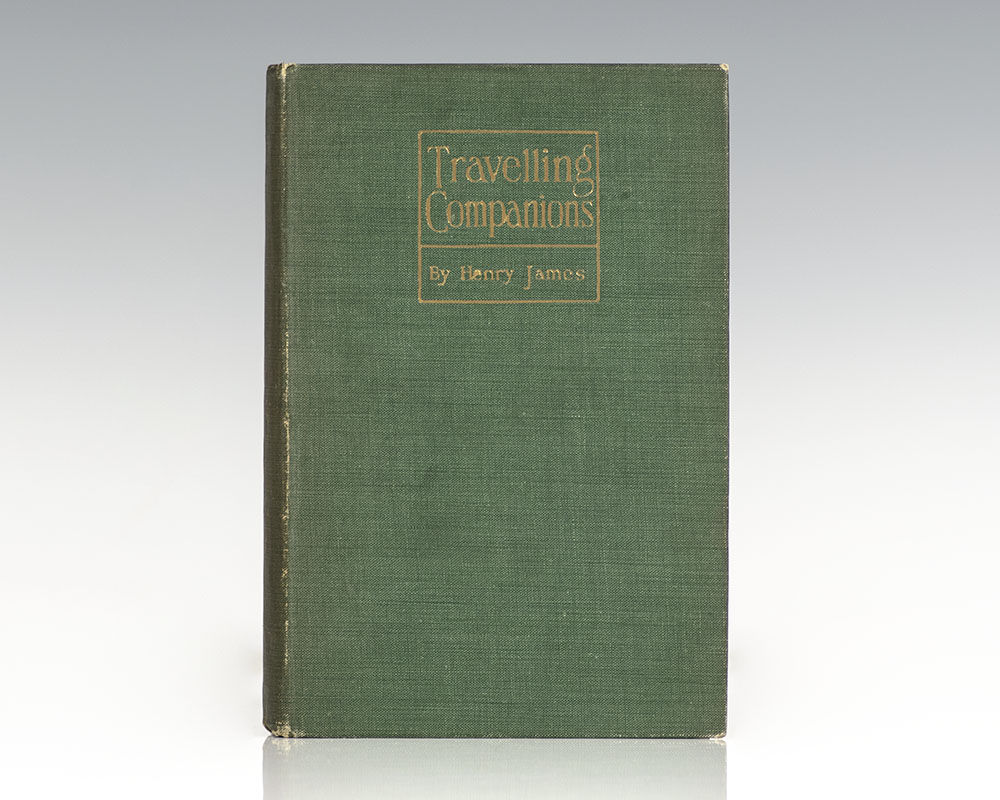 Travelling
Companions
By Henry James